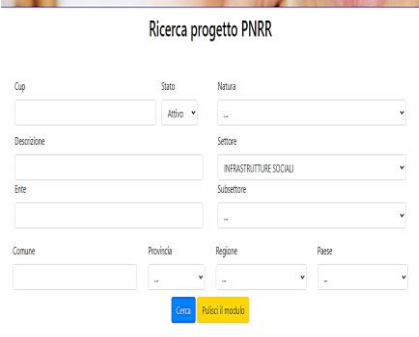 Ricerca progetto PNRR
Cup Stato Natura
Attivo ...
Descrizione Settore
INFRASTRUTTURE SOCIALI
Ente Subsettore
...
Comune Provincia Regione Paese
... ... ...
Cerca Pulisci il modulo